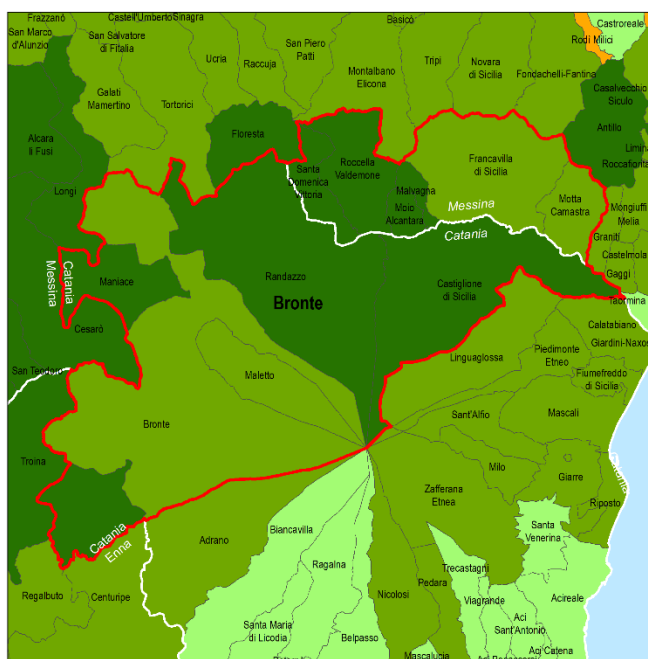 Frazzanò
Castell'Umberto
Sinagra
Basicò
Castroreale
San Marco
d'Alunzio
San Salvatore
di Fitalia
Ucria
Raccuja
San Piero
Patti
Montalbano
Elicona
Tripi
Novara
di Sicilia
Rodì Milici
Fondachelli-Fantina
Galati
Mamertino
Tortorici
Casalvecchio
Siculo
Alcara
li Fusi
Floresta
Antillo
Longi
Santa
Domenica
Vittoria
Roccella
Valdemone
Francavilla
di Sicilia
Limina
Roccafiorita
Malvagna
Moio
Alcantara
Messina
Catania
Motta
Camastra
Mongiuffi
Melia
Graniti
Castelmola
Gaggi
Catania
Messina
Maniace
Randazzo
Bronte
Castiglione
di Sicilia
Taormina
Cesarò
Calatabiano
Giardini-Naxos
San Teodoro
Maletto
Linguaglossa
Piedimonte
Etneo
Fiumefreddo
di Sicilia
Bronte
Sant'Alfio
Mascali
Troina
Milo
Zafferana
Etnea
Giarre
Riposto
Catania
Enna
Adrano
Biancavilla
Santa
Venerina
Ragalna
Trecastagni
Regalbuto
Centuripe
Nicolosi
Pedara
Viagrande
Acireale
Santa Maria
di Licodia
Belpasso
Aci
Sant'Antonio
Mascalucia
Aci Catena